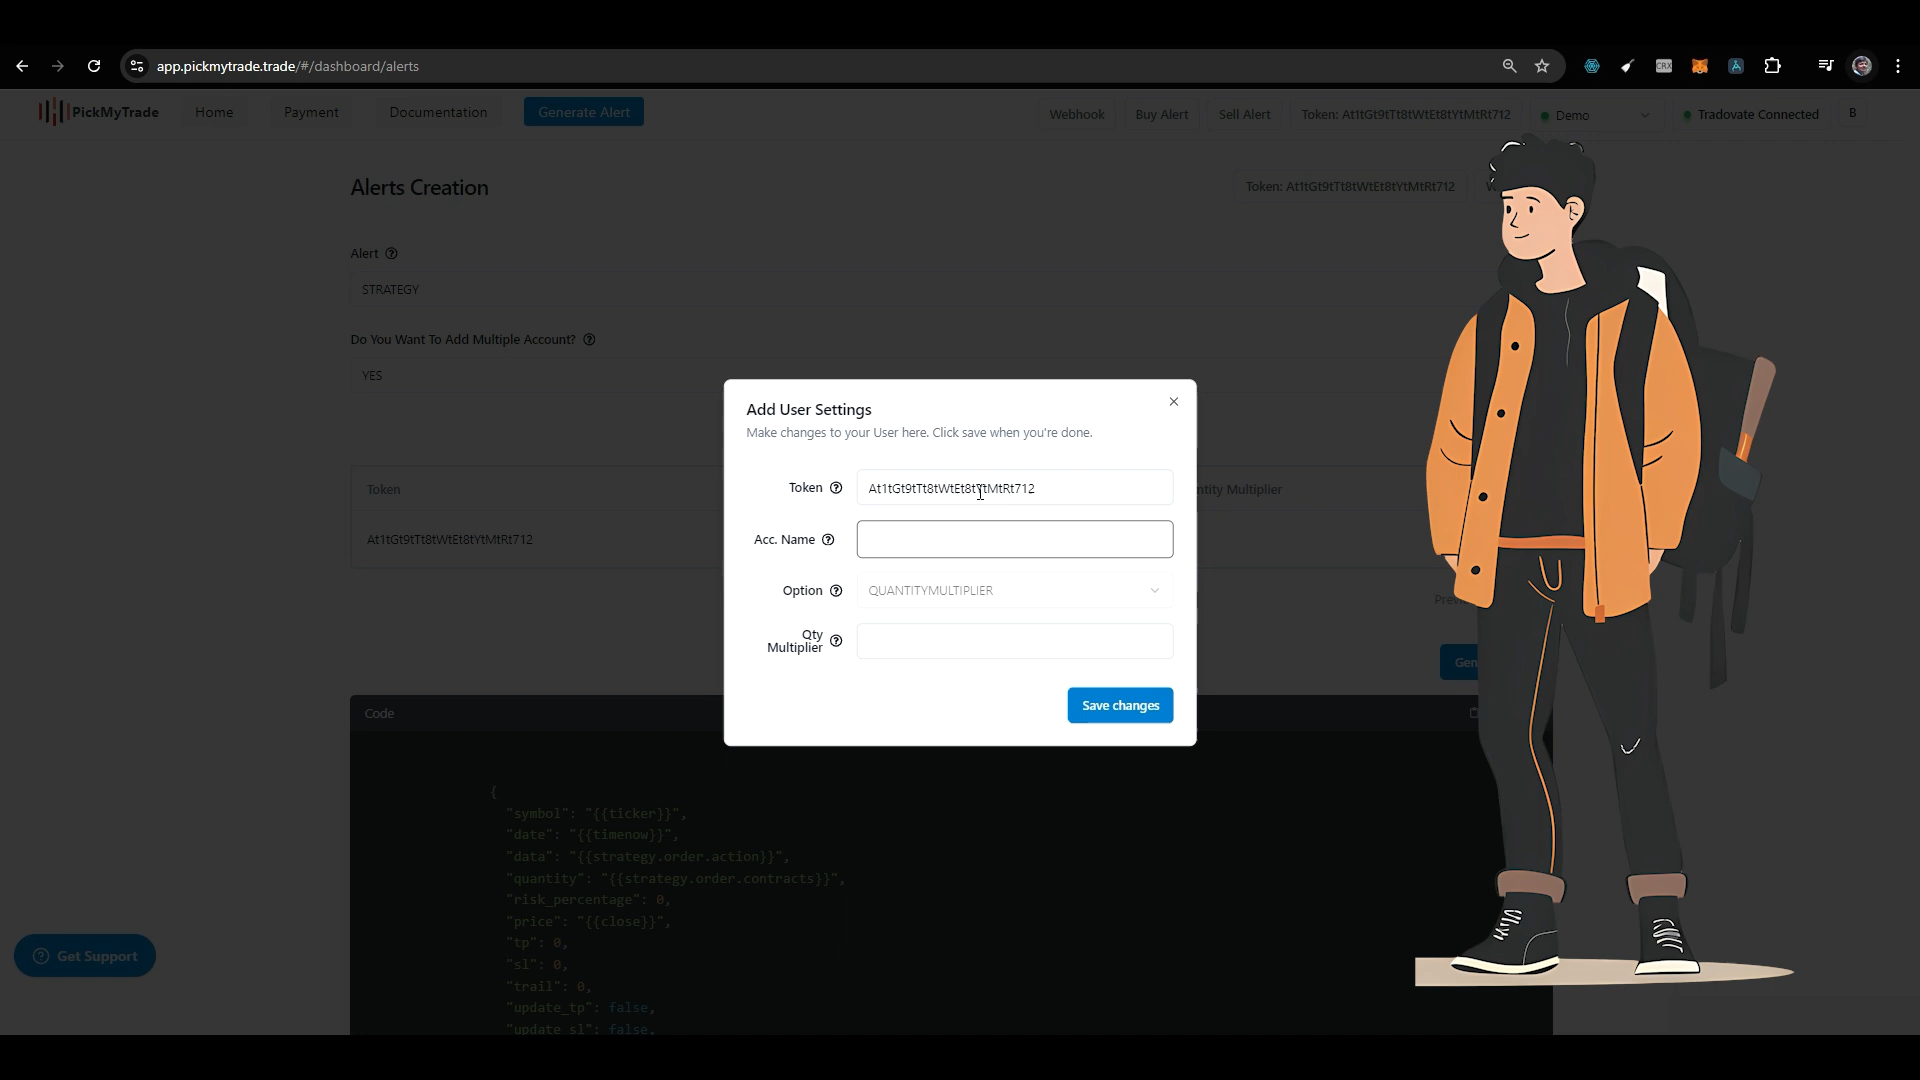 app.pickmytrade.trade/#/dashboard/alerts
PickMyTrade
Home
Payment
Documentation
Generate Alert
Webhook
Buy Alert
Sell Alert
Token: At1tGt9tTt8tWtEt8tYtMtRt712
Demo
Tradovate Connected
B
Alerts Creation
Token: At1tGt9tTt8tWtEt8tYtMtRt712
Alert
STRATEGY
Do You Want To Add Multiple Account?
YES
Add User Settings
Make changes to your User here. Click save when you're done.
Token
At1tGt9tTt8tWtEt8tYtMtRt712
Acc. Name
Option
QUANTITYMULTIPLIER
Qty
Multiplier
Save changes
Token
Multiplier
At1tGt9tTt8tWtEt8tYtMtRt712
Code
{
"symbol": "{{ticker}}",
"date": "{{timenow}}",
"data": "{{strategy.order.action}}",
"quantity": "{{strategy.order.contracts}}",
"risk_percentage": 0,
"price": "{{close}}",
"tp": 0,
"sl": 0,
"trail": 0,
"update_tp": false,
"update_sl": false,
Get Support